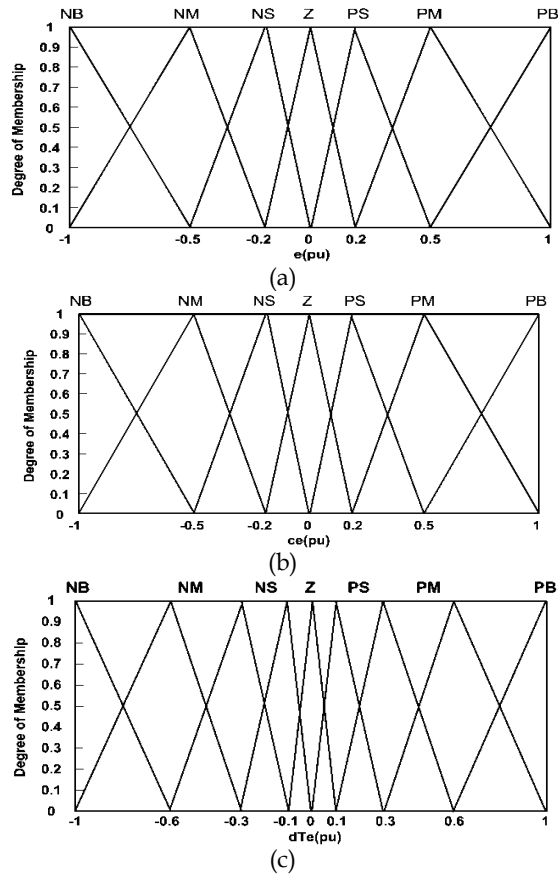 NB NM NS Z PS PM PB
1
0.9
0.8
0.7
0.6
0.5
0.4
0.3
0.2
0.1
0
Degree of Membership
-1 -0.5 -0.2 0 0.2 0.5 1
e(pu)
(a)
NB NM NS Z PS PM PB
1
0.9
0.8
0.7
0.6
0.5
0.4
0.3
0.2
0.1
0
Degree of Membership
-1 -0.5 -0.2 0 0.2 0.5 1
ce(pu)
(b)
NB NM NS Z PS PM PB
1
0.9
0.8
0.7
0.6
0.5
0.4
0.3
0.2
0.1
0
Degree of Membership
-1 -0.6 -0.3 -0.1 0 0.1 0.3 0.6 1
dTe(pu)
(c)